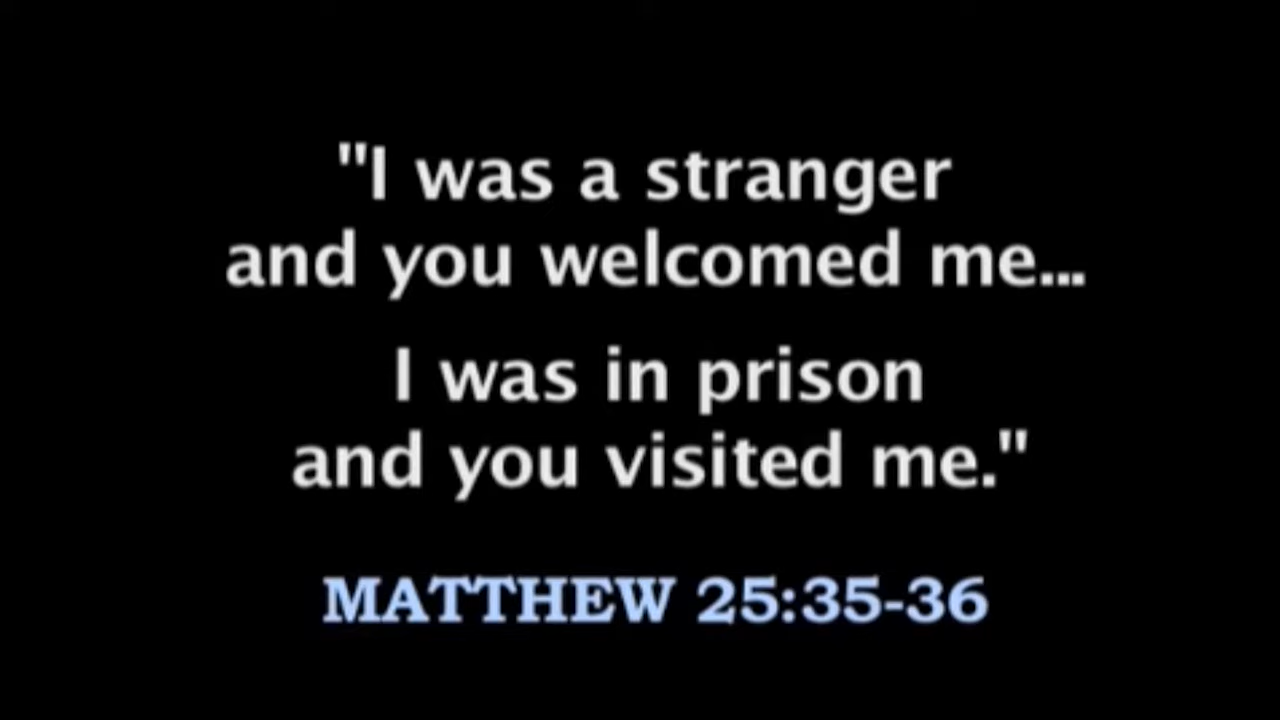 "I was a stranger
and you welcomed me...
I was in prison
and you visited me."
MATTHEW 25:35-36